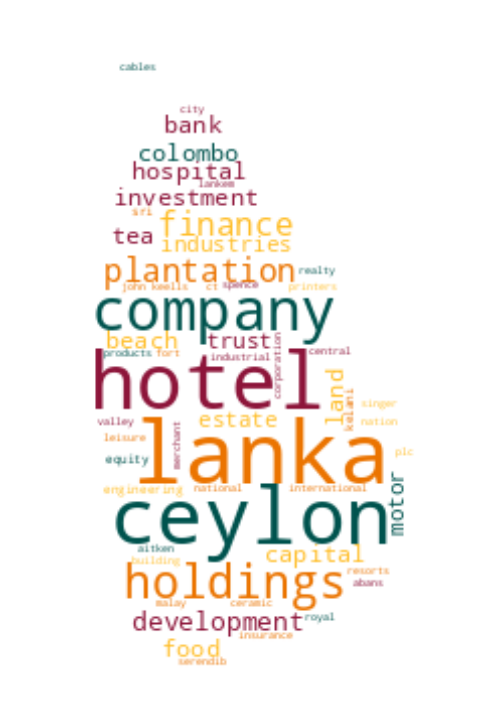 cables
city
bank
colombo
hospital
lankem
investment
sri
finance
tea
industries
plantation
realty
john keells ct spence printers
company
beach trust corporation
products fort industrial central
hotel
land
kelani
singer
valley merchant estate nation
leisure
lanka
plc
equity
engineering national international
motor
ceylon
aitken
building capital
holdings
resorts
abans
malay ceramic
development royal
insurance
food
serendib